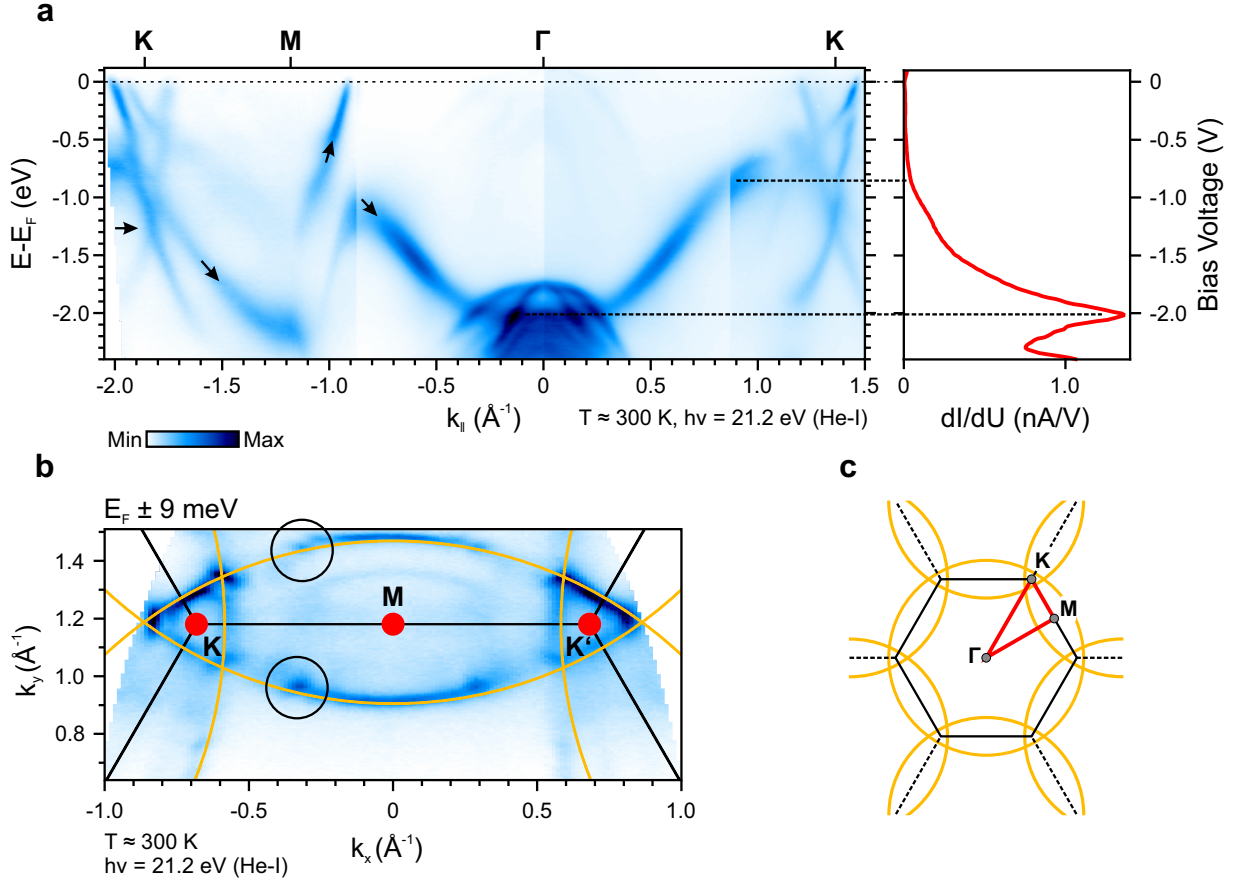 a
K M Γ K
0 0
-0.5 -0.5
-1.0 -1.0
-1.5 -1.5
-2.0 -2.0
E-E_F (eV)
Bias Voltage (V)
-2.0 -1.5 -1.0 -0.5 0 0.5 1.0 1.5 0 1.0
k_|| (Å⁻¹)
T ≈ 300 K, hν = 21.2 eV (He-I)
dI/dU (nA/V)
Min Max
b
c
E_F ± 9 meV
1.4
1.2
1.0
0.8
k_y (Å⁻¹)
M
K K‘
-1.0 -0.5 0 0.5 1.0
k_x (Å⁻¹)
T ≈ 300 K
hν = 21.2 eV (He-I)
K
M
Γ